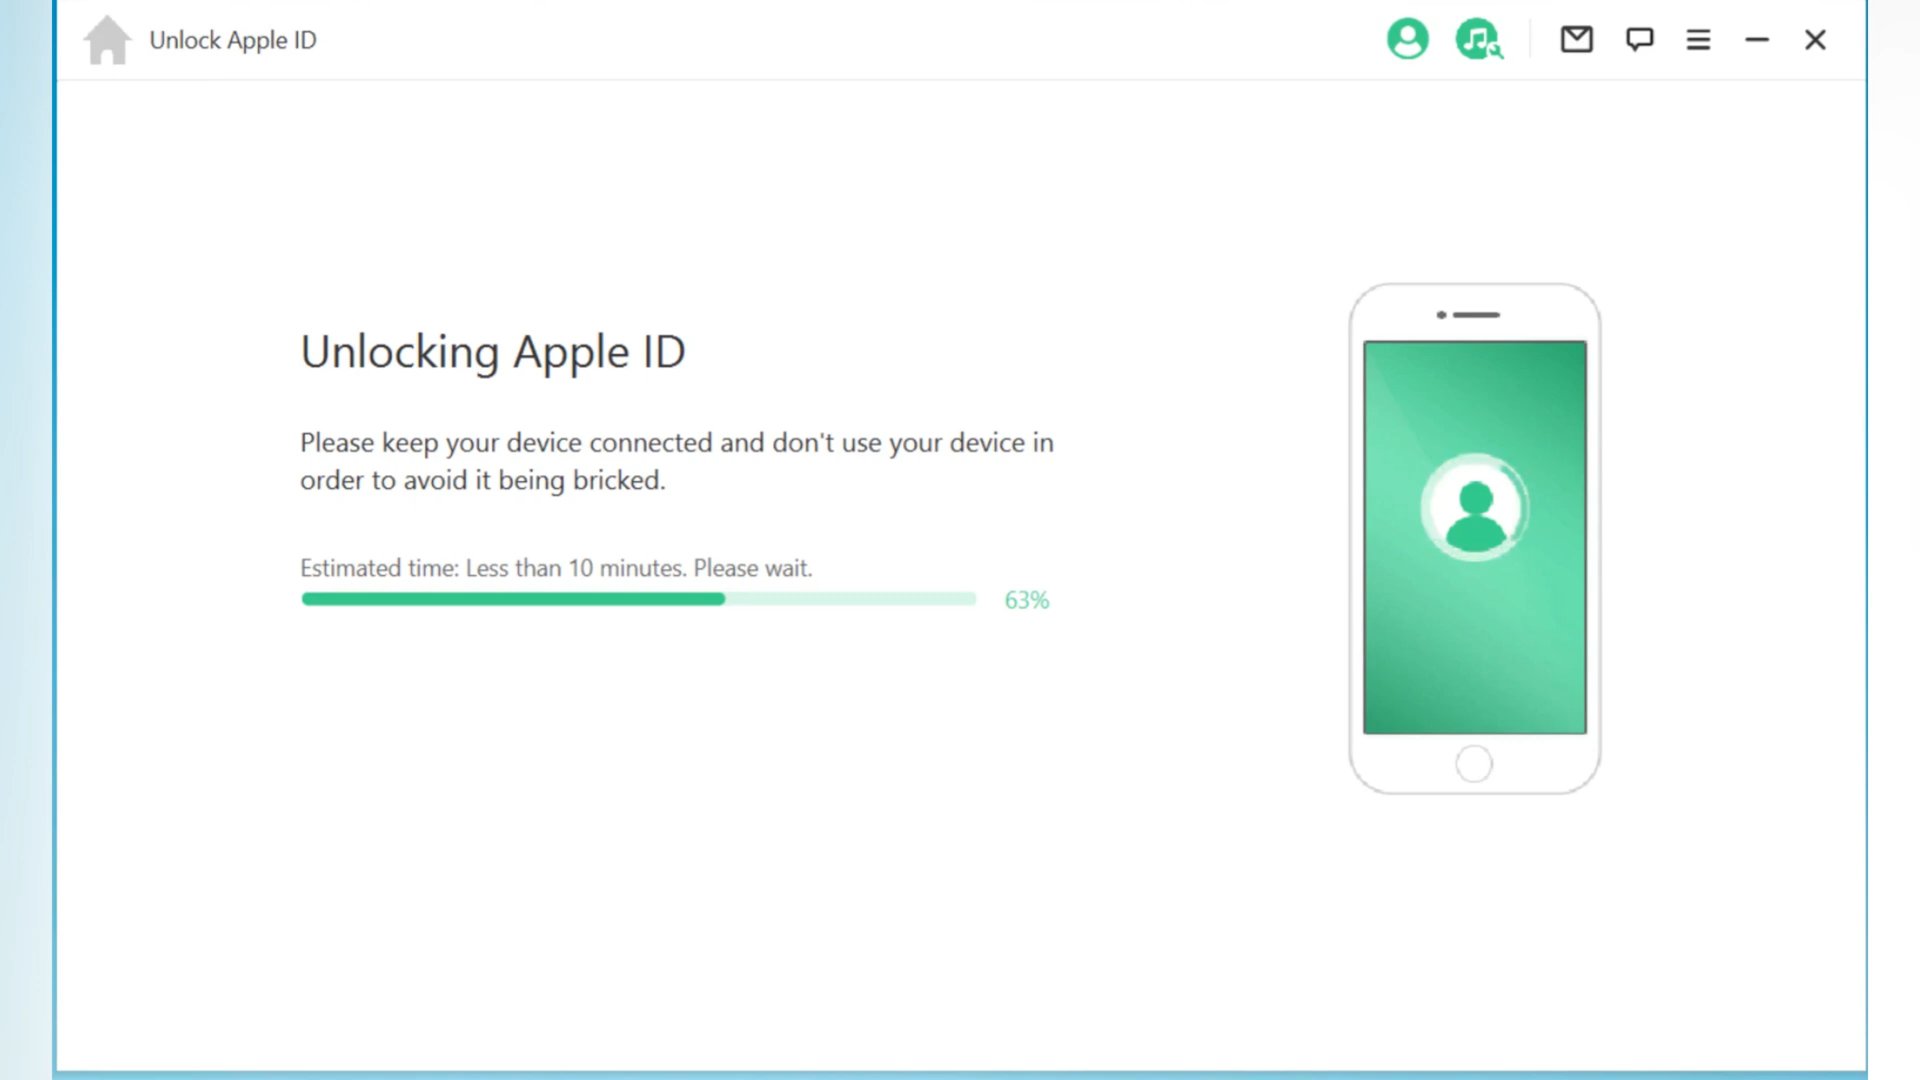 Unlock Apple ID
Unlocking Apple ID
Please keep your device connected and don't use your device in
order to avoid it being bricked.
Estimated time: Less than 10 minutes. Please wait.
63%